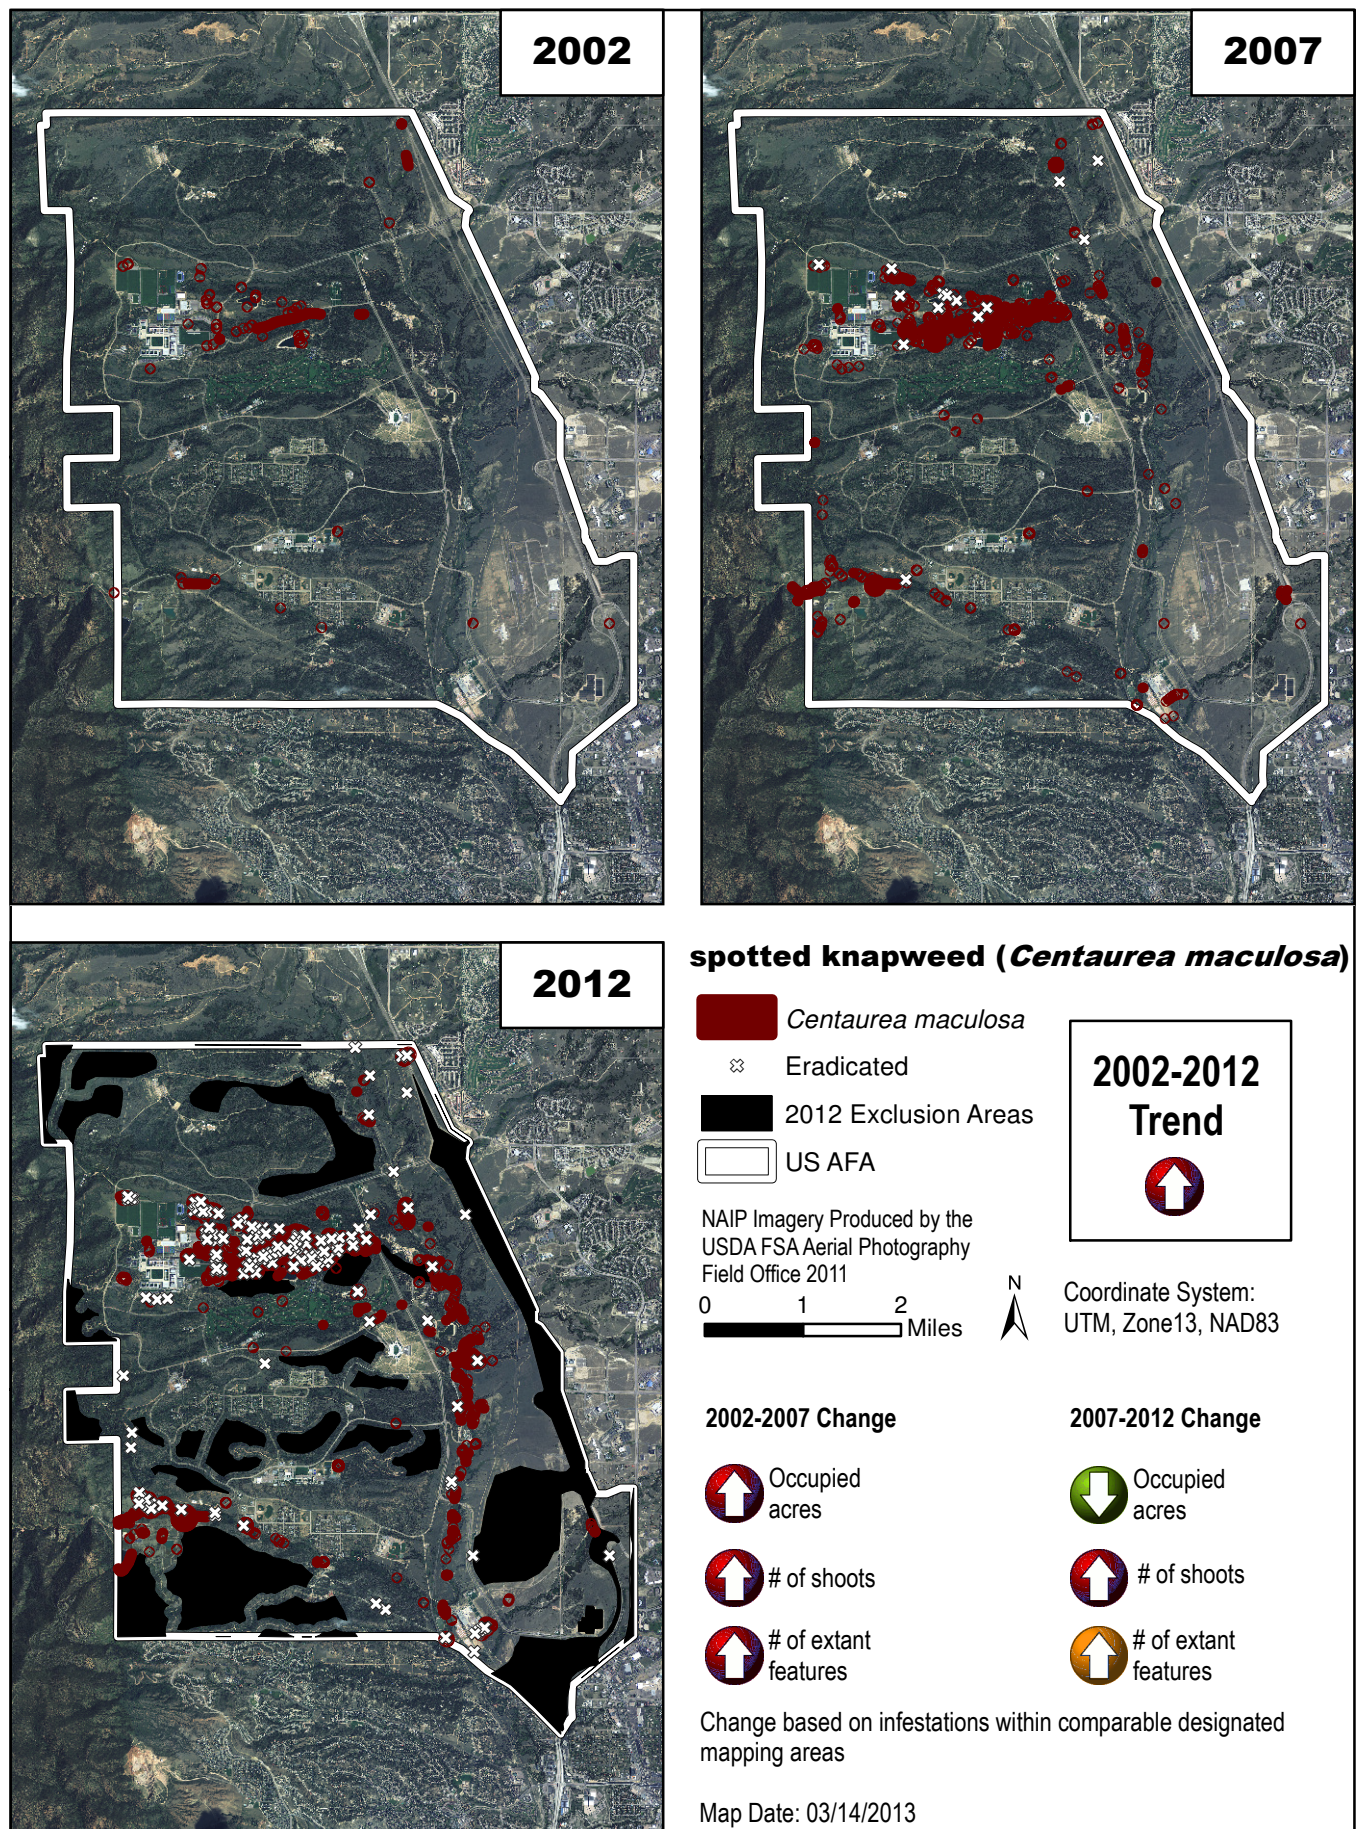 2002
2007
2012
spotted knapweed (Centaurea maculosa)
Centaurea maculosa
Eradicated
2012 Exclusion Areas
US AFA
2002-2012
Trend
NAIP Imagery Produced by the
USDA FSA Aerial Photography
Field Office 2011
0 1 2
Miles
N
Coordinate System:
UTM, Zone13, NAD83
2002-2007 Change
Occupied
acres
# of shoots
# of extant
features
2007-2012 Change
Occupied
acres
# of shoots
# of extant
features
Change based on infestations within comparable designated
mapping areas
Map Date: 03/14/2013